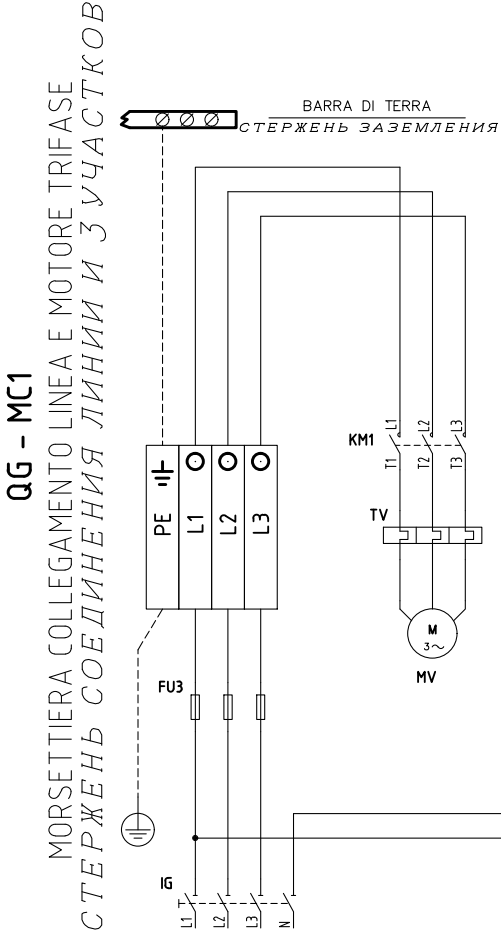 QG - MC1
MORSETTIERA COLLEGAMENTO LINEA E MOTORE TRIFASE
СТЕРЖЕНЬ СОЕДИНЕНИЯ ЛИНИИ И 3 УЧАСТКОВ
BARRA DI TERRA
СТЕРЖЕНЬ ЗАЗЕМЛЕНИЯ
KM1
L1 L2 L3
T1 T2 T3
PE L1 L2 L3
TV
M
3~
MV
FU3
IG
L1 L2 L3 N